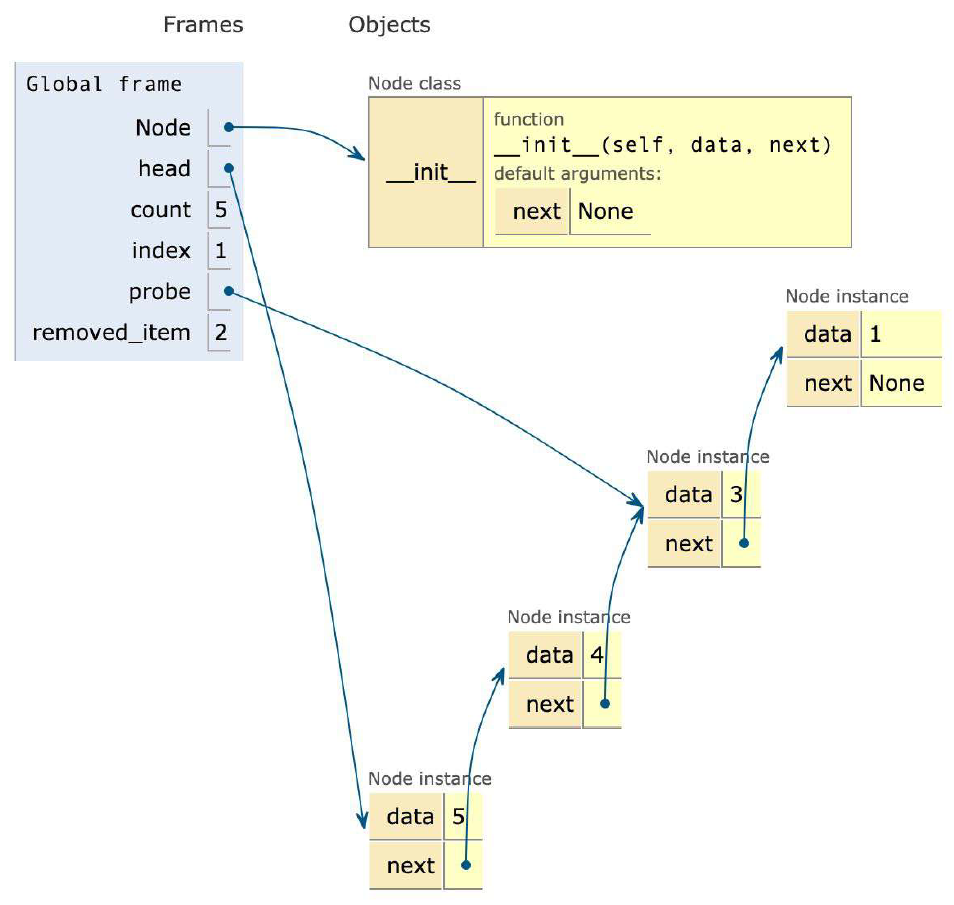 Frames Objects
Global frame
Node
head
count 5
index 1
probe
removed_item 2
Node class
__init__
function
__init__(self, data, next)
default arguments:
next None
Node instance
data 1
next None
Node instance
data 3
next
Node instance
data 4
next
Node instance
data 5
next